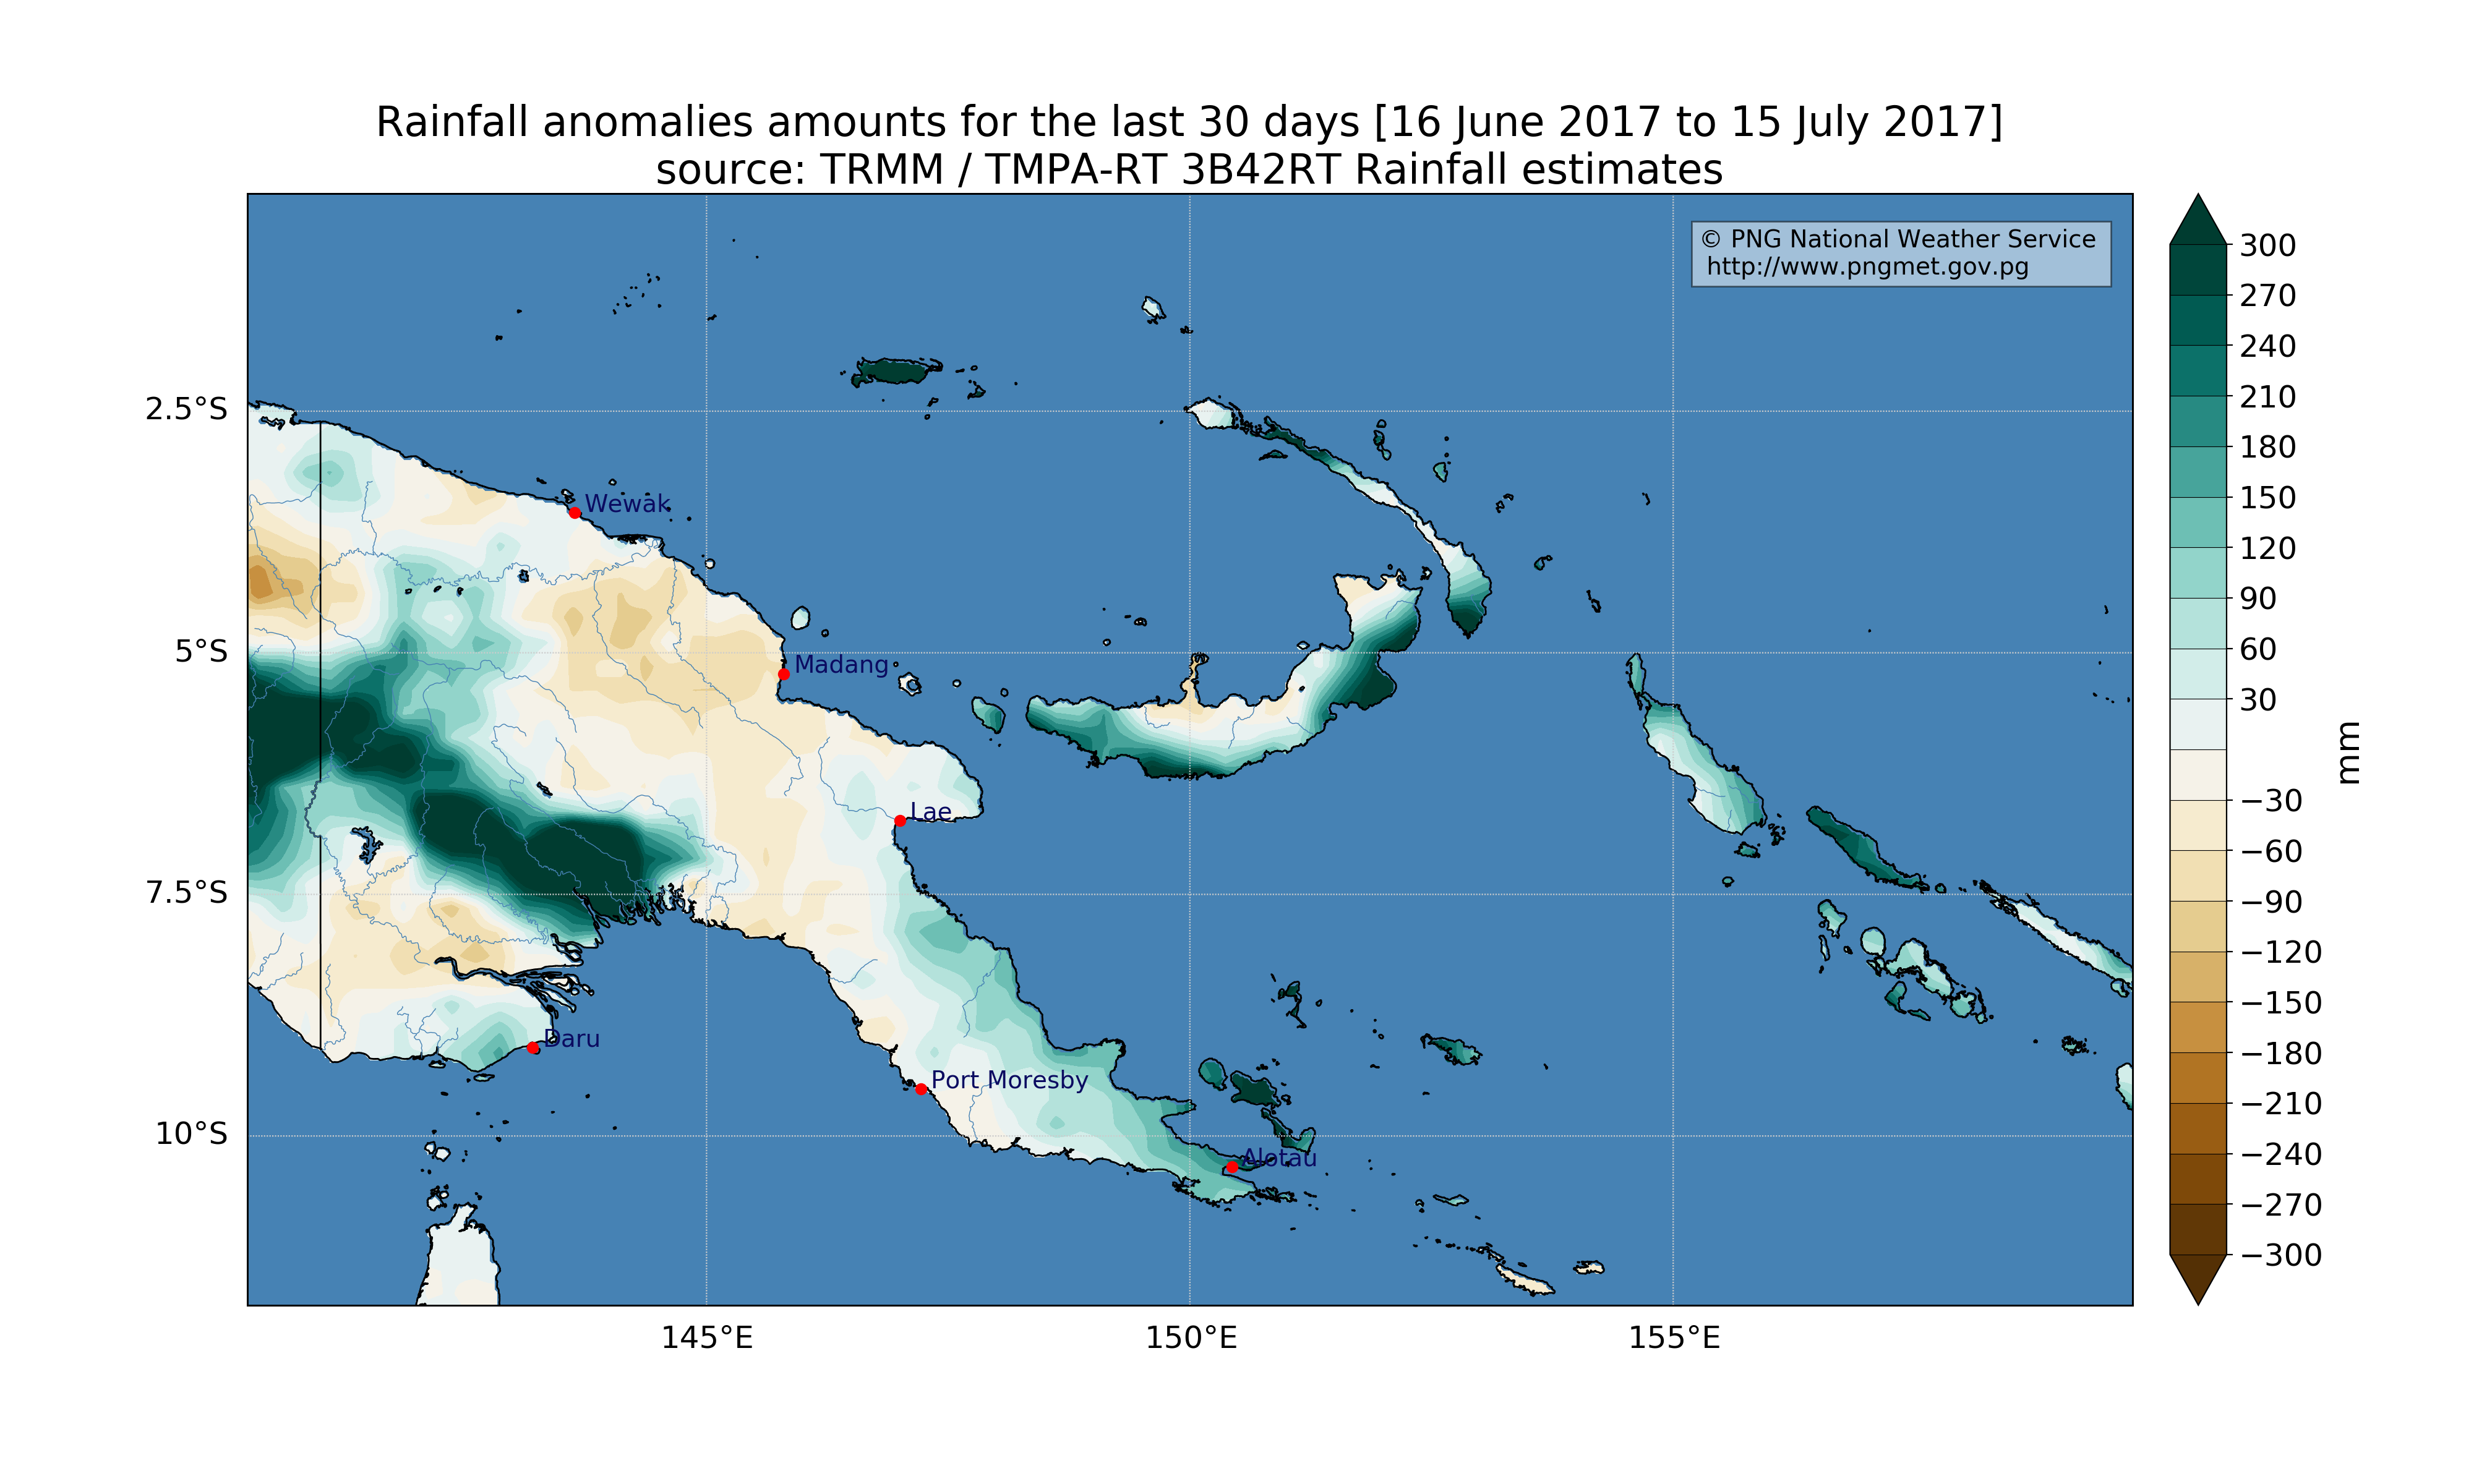 Rainfall anomalies amounts for the last 30 days [16 June 2017 to 15 July 2017]
source: TRMM / TMPA-RT 3B42RT Rainfall estimates
© PNG National Weather Service
http://www.pngmet.gov.pg
300
270
240
210
180
150
120
90
60
30
−30
−60
−90
−120
−150
−180
−210
−240
−270
−300
mm
2.5°S
5°S
7.5°S
10°S
Wewak
Madang
Lae
Daru
Port Moresby
Alotau
145°E
150°E
155°E